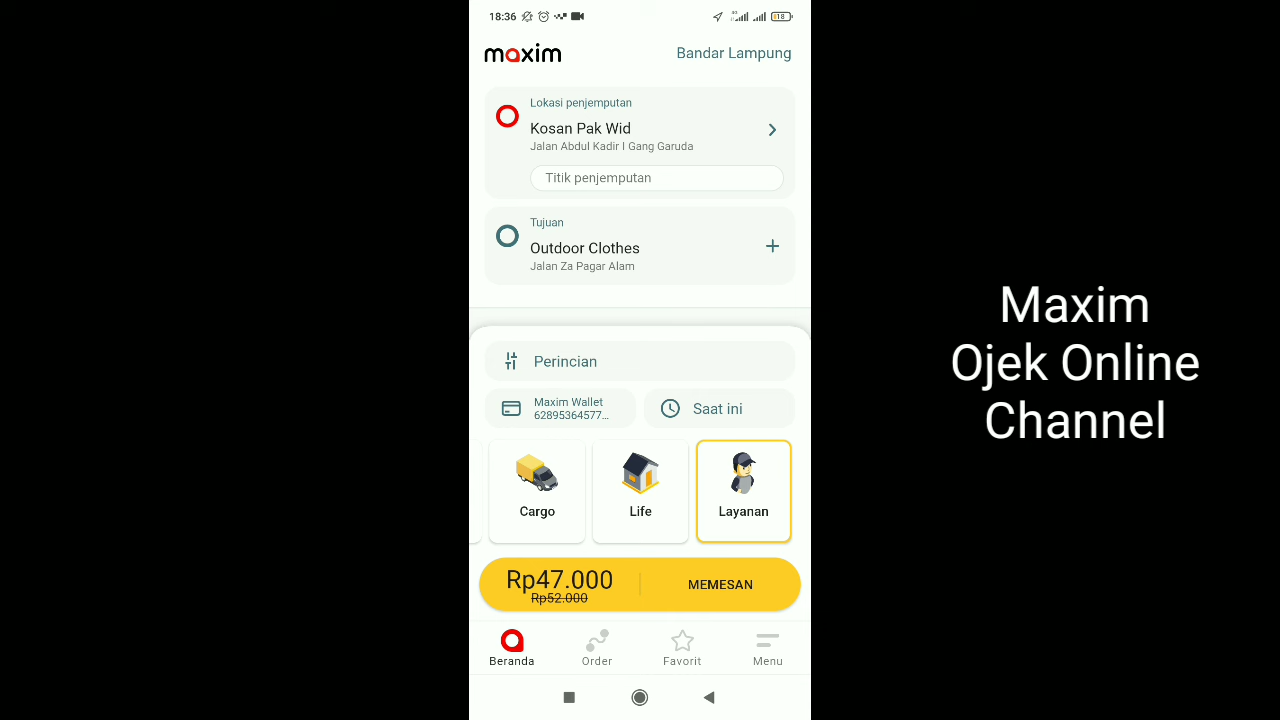 18:36
4G
18
maxim
Bandar Lampung
Lokasi penjemputan
Kosan Pak Wid
Jalan Abdul Kadir I Gang Garuda
Titik penjemputan
Tujuan
Outdoor Clothes
Jalan Za Pagar Alam
Perincian
Maxim Wallet
62895364577...
Saat ini
Cargo
Life
Layanan
Rp47.000
Rp52.000
MEMESAN
Beranda
Order
Favorit
Menu
Maxim
Ojek Online
Channel